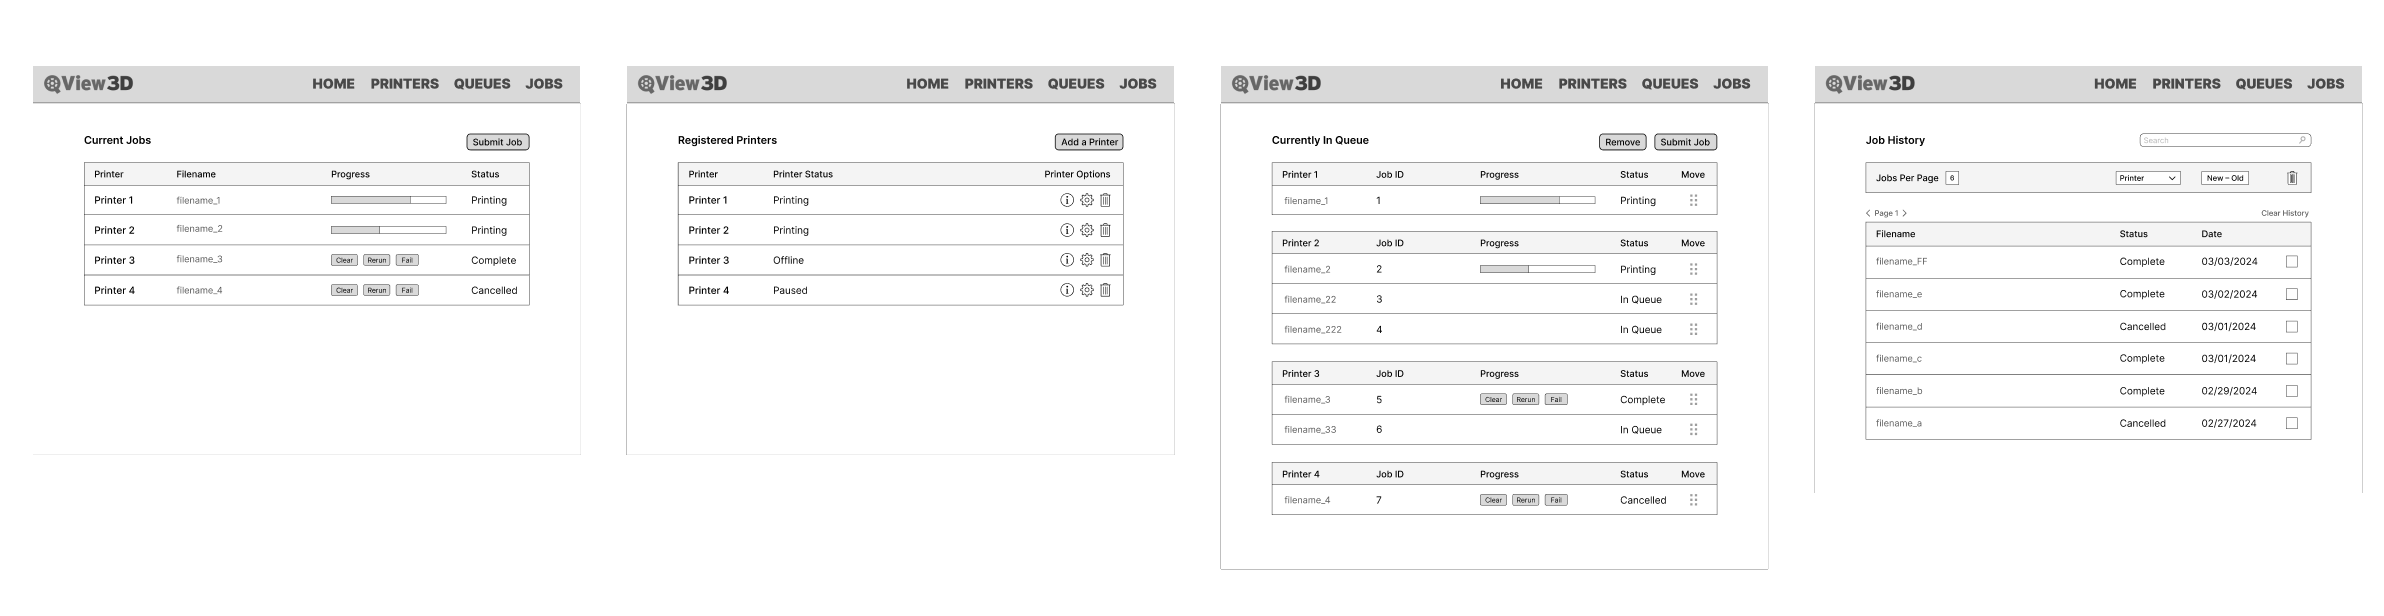 QView3D HOME PRINTERS QUEUES JOBS
Current Jobs Submit Job
Printer Filename Progress Status
Printer 1 filename_1 Printing
Printer 2 filename_2 Printing
Printer 3 filename_3 Clear Rerun Fail Complete
Printer 4 filename_4 Clear Rerun Fail Cancelled
QView3D HOME PRINTERS QUEUES JOBS
Registered Printers Add a Printer
Printer Printer Status Printer Options
Printer 1 Printing
Printer 2 Printing
Printer 3 Offline
Printer 4 Paused
QView3D HOME PRINTERS QUEUES JOBS
Currently In Queue Remove Submit Job
Printer 1 Job ID Progress Status Move
filename_1 1 Printing
Printer 2 Job ID Progress Status Move
filename_2 2 Printing
filename_22 3 In Queue
filename_222 4 In Queue
Printer 3 Job ID Progress Status Move
filename_3 5 Clear Rerun Fail Complete
filename_33 6 In Queue
Printer 4 Job ID Progress Status Move
filename_4 7 Clear Rerun Fail Cancelled
QView3D HOME PRINTERS QUEUES JOBS
Job History Search
Jobs Per Page 6 Printer New – Old
< Page 1 > Clear History
Filename Status Date
filename_FF Complete 03/03/2024
filename_e Complete 03/02/2024
filename_d Cancelled 03/01/2024
filename_c Complete 03/01/2024
filename_b Complete 02/29/2024
filename_a Cancelled 02/27/2024